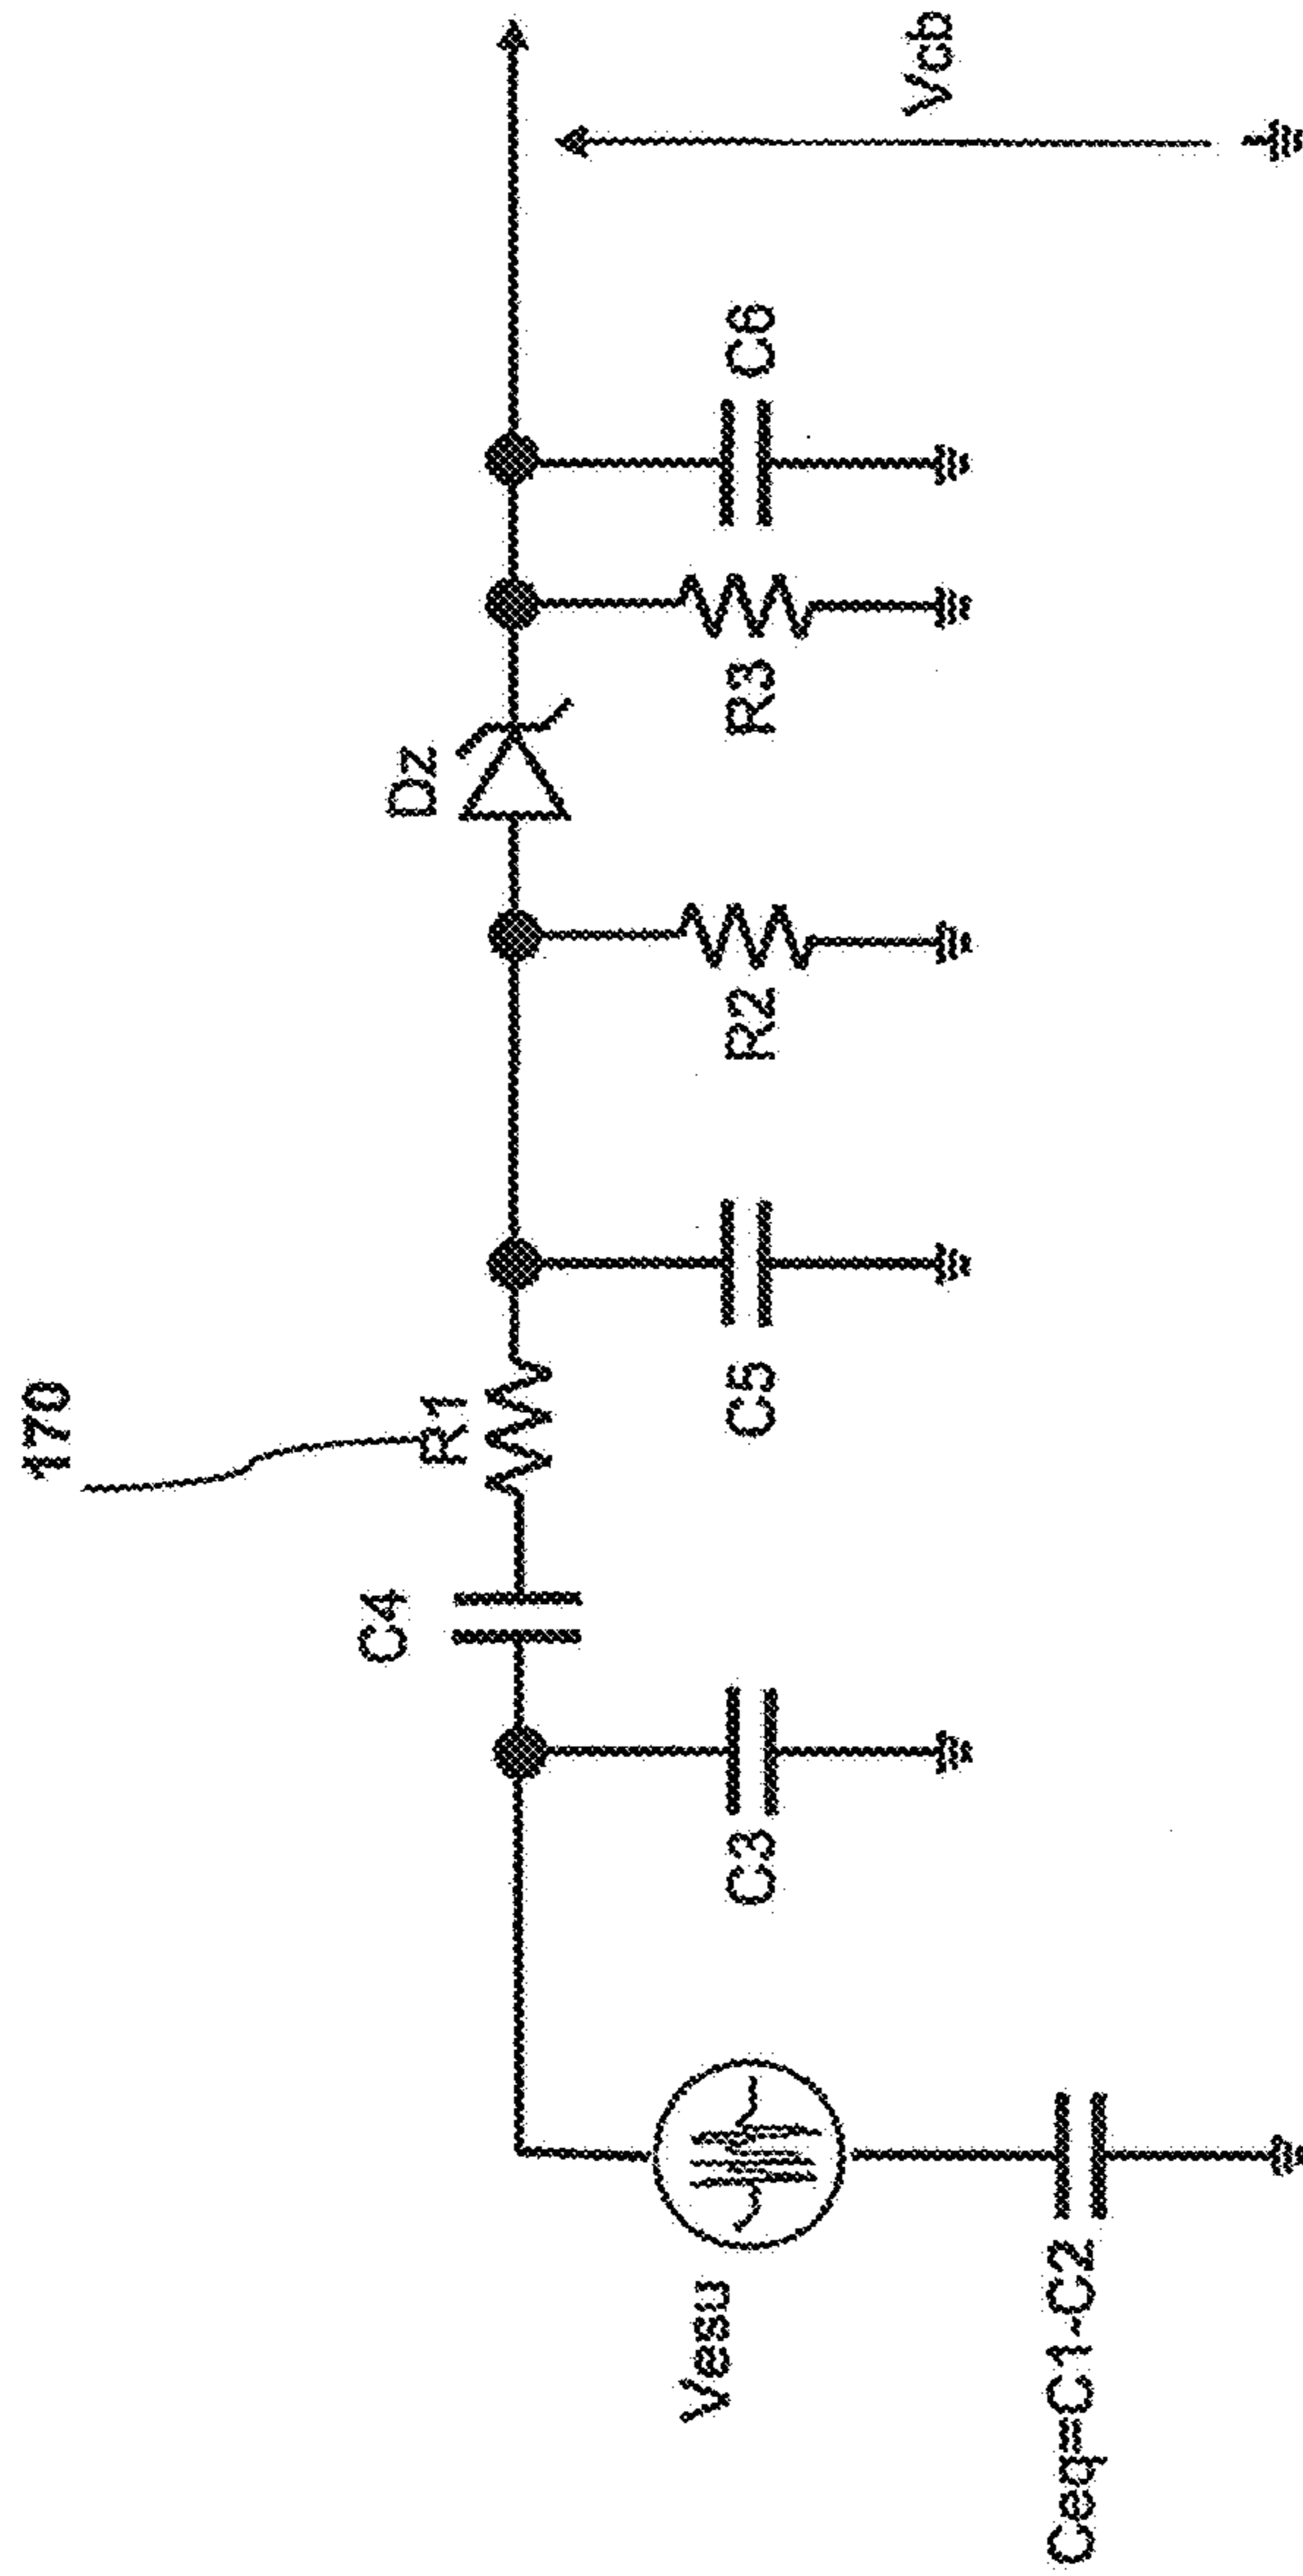 170
R1
C4
Dz
Vesu
Ceq=C1-C2
C3
C5
R2
R3
C6
Vcb